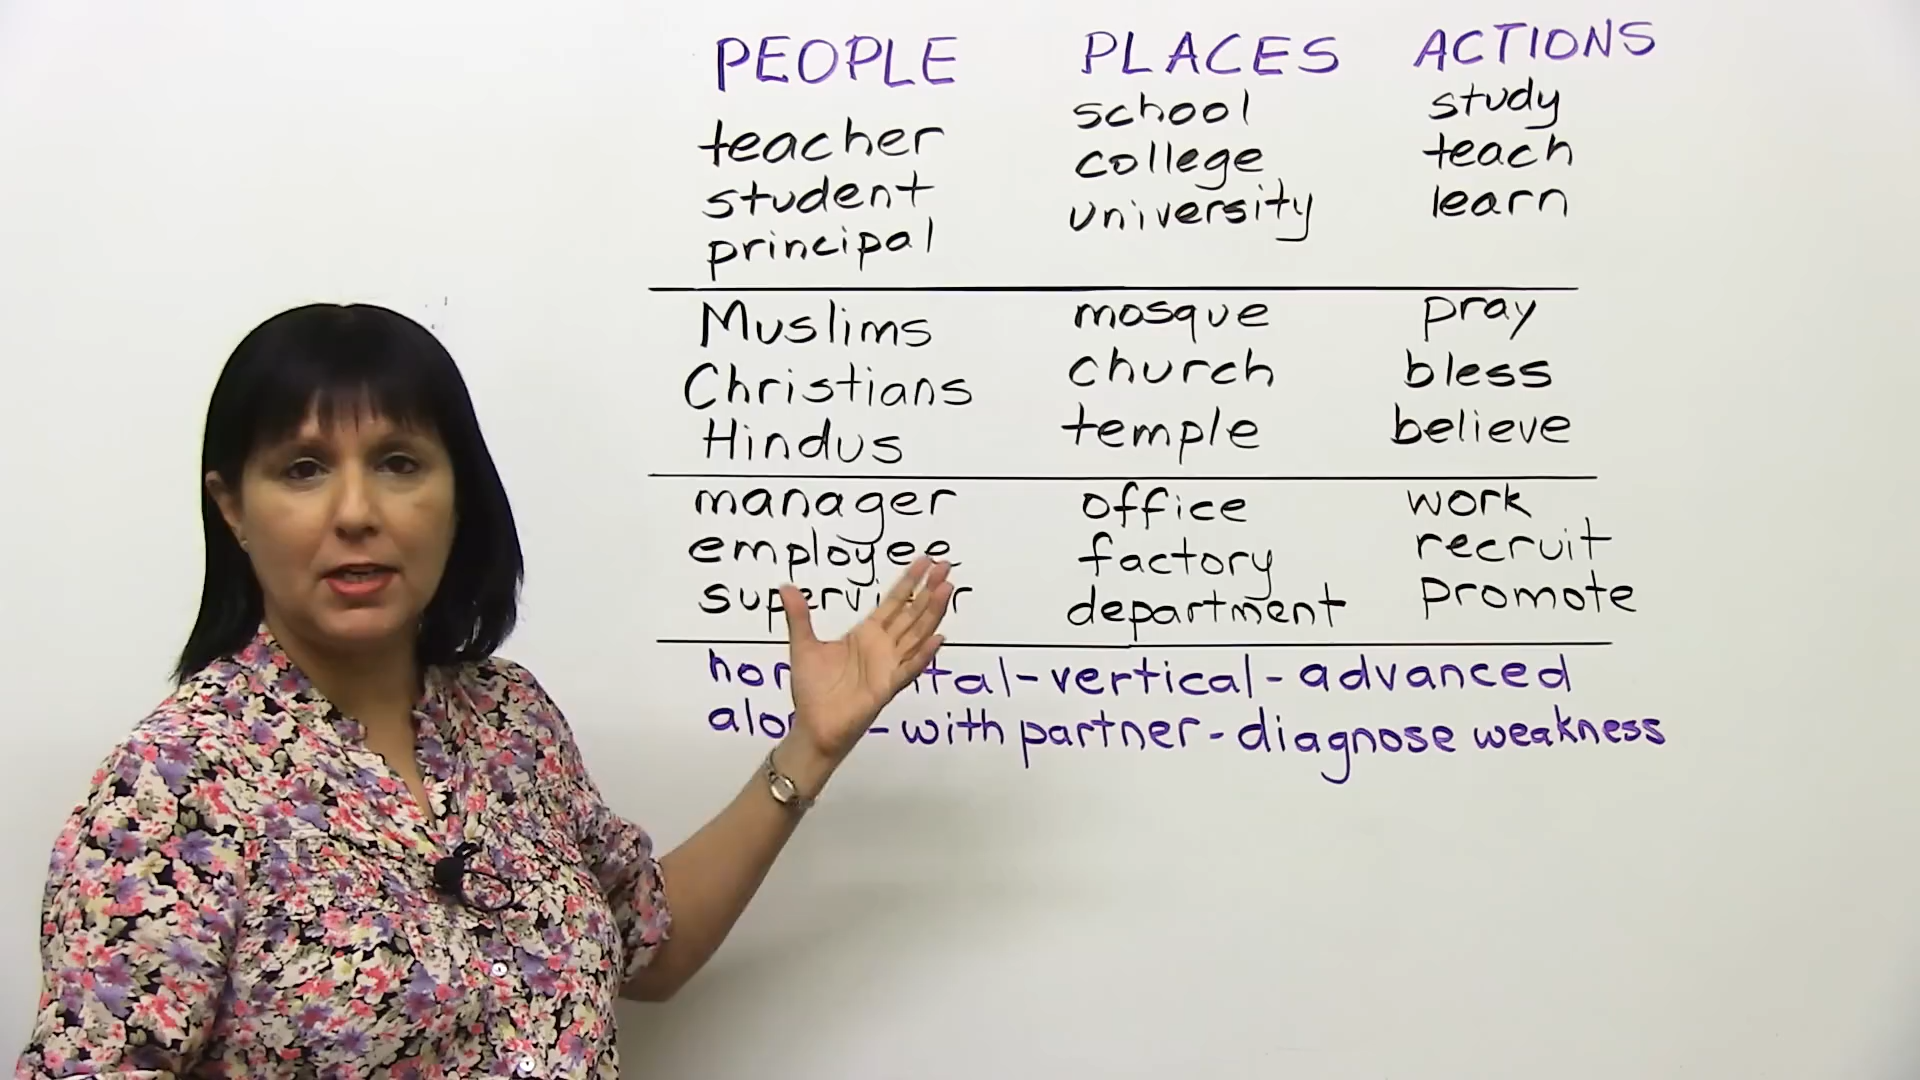 PEOPLE PLACES ACTIONS
teacher school study
student college teach
principal university learn
Muslims mosque pray
Christians church bless
Hindus temple believe
manager office work
employee factory recruit
department promote
-vertical-advanced
-with partner-diagnose weakness